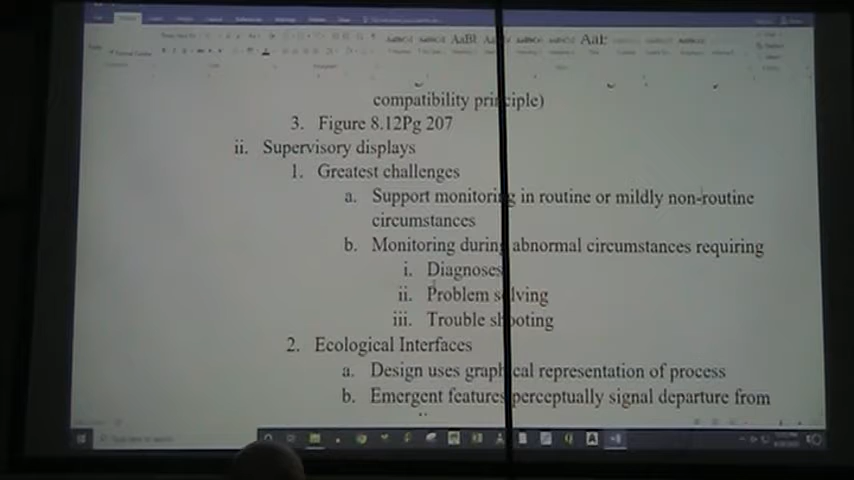 compatibility principle)
3. Figure 8.12Pg 207
ii. Supervisory displays
1. Greatest challenges
a. Support monitoring in routine or mildly non-routine
circumstances
b. Monitoring during abnormal circumstances requiring
i. Diagnoses
ii. Problem solving
iii. Trouble shooting
2. Ecological Interfaces
a. Design uses graphical representation of process
b. Emergent features perceptually signal departure from